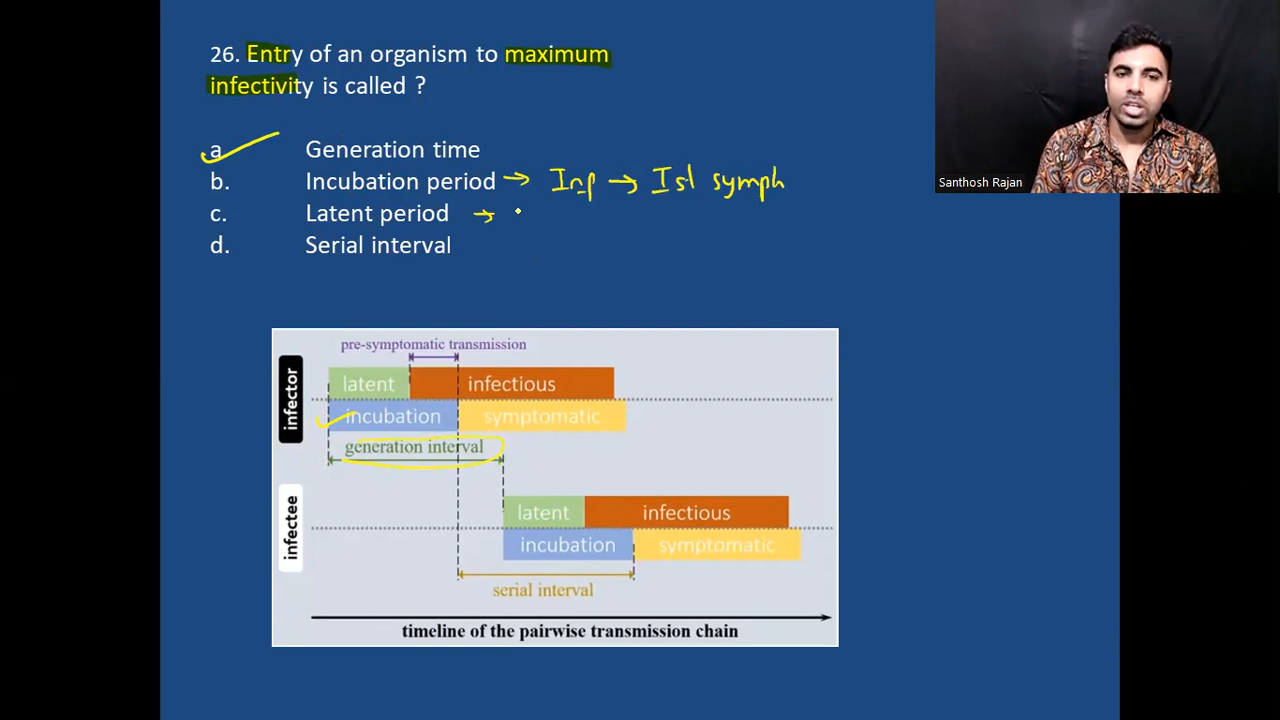 26. Entry of an organism to maximum
infectivity is called ?
a. Generation time
b. Incubation period → Inf → Ist symph
c. Latent period →
d. Serial interval
Santhosh Rajan
pre-symptomatic transmission
infector
latent infectious
incubation symptomatic
generation interval
infectee
latent infectious
incubation symptomatic
serial interval
timeline of the pairwise transmission chain